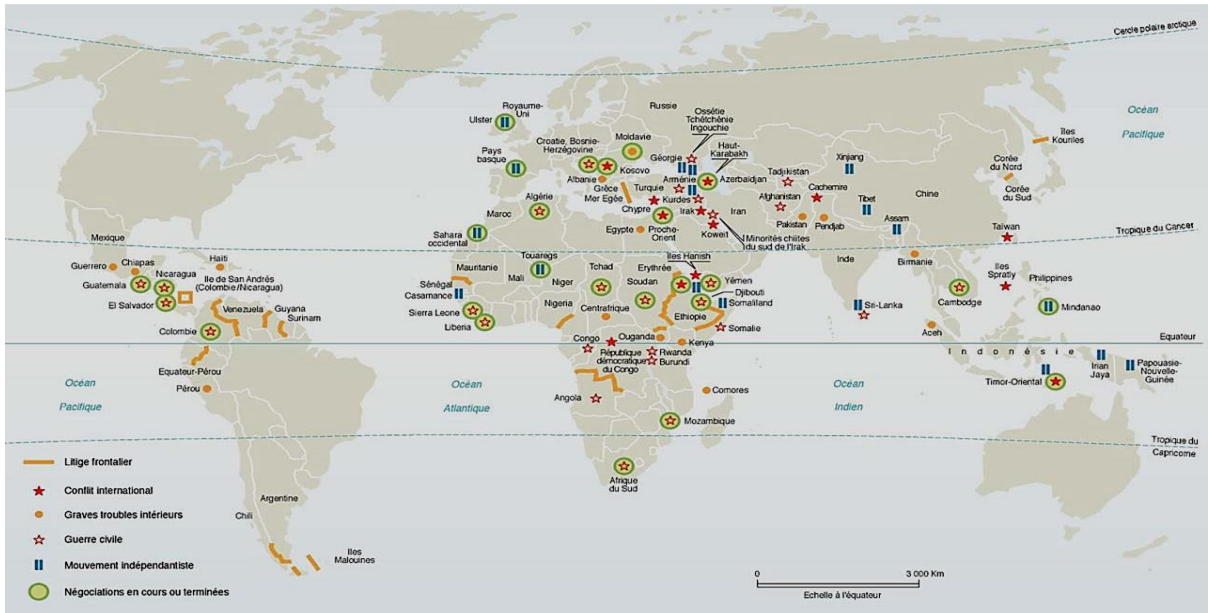 Cercle polaire arctique
Océan
Pacifique
Royaume-
Uni
Ulster
Pays
basque
Russie
Ossétie
Tchétchénie
Ingouchie
Moldavie
Croatie, Bosnie-
Herzégovine
Kosovo
Albanie
Grèce
Mer Egée
Géorgie
Haut-
Karabakh
Arménie
Azerbaïdjan
Turquie
Kurdes
Chypre
Irak
Iran
Proche-
Orient
Koweit
Minorités chiites
du sud de l'Irak
Tadjikistan
Afghanistan
Cachemire
Pakistan
Pendjab
Xinjiang
Tibet
Chine
Assam
Corée
du Nord
Corée
du Sud
Iles
Kouriles
Taïwan
Tropique du Cancer
Algérie
Maroc
Sahara
occidental
Egypte
Mexique
Guerrero
Chiapas
Guatemala
Nicaragua
El Salvador
Haïti
Ile de San Andrés
(Colombie/Nicaragua)
Venezuela
Guyana
Surinam
Colombie
Equateur-Pérou
Pérou
Mauritanie
Touaregs
Mali
Niger
Tchad
Soudan
Erythrée
Iles Hanish
Yémen
Djibouti
Somaliland
Ethiopie
Somalie
Sénégal
Casamance
Sierra Leone
Liberia
Nigeria
Centrafrique
Ouganda
Kenya
Congo
République
démocratique
du Congo
Rwanda
Burundi
Angola
Comores
Mozambique
Afrique
du Sud
Inde
Birmanie
Sri-Lanka
Cambodge
Iles
Spratly
Philippines
Mindanao
Aceh
Equateur
Indonésie
Irian
Jaya
Papouasie-
Nouvelle-
Guinée
Timor-Oriental
Océan
Pacifique
Océan
Atlantique
Océan
Indien
Tropique du
Capricorne
Argentine
Chili
Iles
Malouines
Litige frontalier
Conflit international
Graves troubles intérieurs
Guerre civile
Mouvement indépendantiste
Négociations en cours ou terminées
0
3 000 Km
Echelle à l'équateur